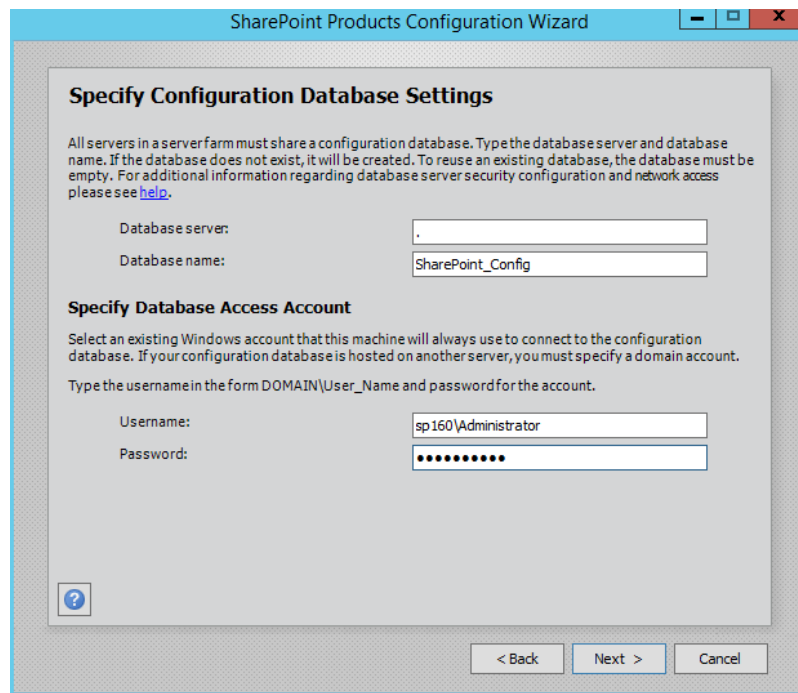 SharePoint Products Configuration Wizard
Specify Configuration Database Settings
All servers in a server farm must share a configuration database. Type the database server and database
name. If the database does not exist, it will be created. To reuse an existing database, the database must be
empty. For additional information regarding database server security configuration and network access
please see help.
Database server:
.
Database name:
SharePoint_Config
Specify Database Access Account
Select an existing Windows account that this machine will always use to connect to the configuration
database. If your configuration database is hosted on another server, you must specify a domain account.
Type the username in the form DOMAIN\User_Name and password for the account.
Username:
sp160\Administrator
Password:
●●●●●●●●●●
?
< Back
Next >
Cancel